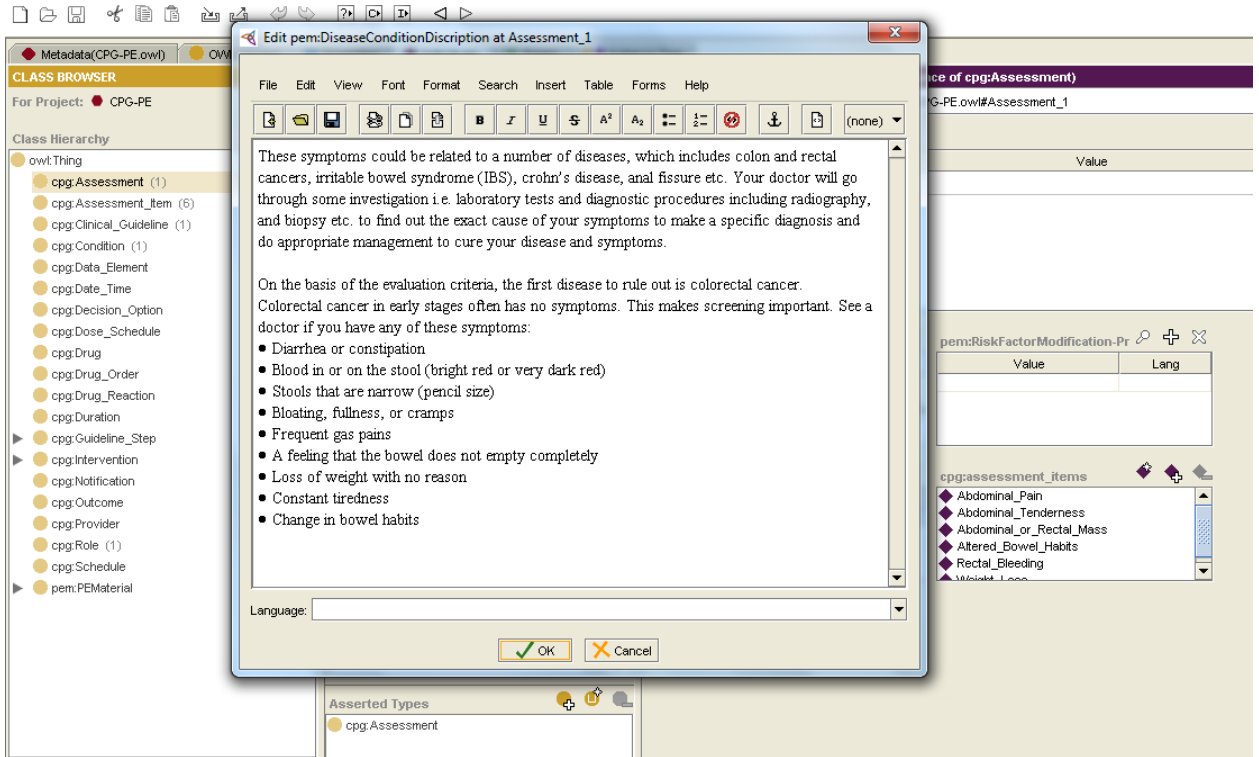 Edit pem:DiseaseConditionDiscription at Assessment_1
Metadata(CPG-PE.owl)
CLASS BROWSER
For Project: CPG-PE
Class Hierarchy
owl:Thing
cpg:Assessment (1)
cpg:Assessment_Item (6)
cpg:Clinical_Guideline (1)
cpg:Condition (1)
cpg:Data_Element
cpg:Date_Time
cpg:Decision_Option
cpg:Dose_Schedule
cpg:Drug
cpg:Drug_Order
cpg:Drug_Reaction
cpg:Duration
cpg:Guideline_Step
cpg:Intervention
cpg:Notification
cpg:Outcome
cpg:Provider
cpg:Role (1)
cpg:Schedule
pem:PEMaterial
File Edit View Font Format Search Insert Table Forms Help
(none)
These symptoms could be related to a number of diseases, which includes colon and rectal
cancers, irritable bowel syndrome (IBS), crohn's disease, anal fissure etc. Your doctor will go
through some investigation i.e. laboratory tests and diagnostic procedures including radiography,
and biopsy etc. to find out the exact cause of your symptoms to make a specific diagnosis and
do appropriate management to cure your disease and symptoms.
On the basis of the evaluation criteria, the first disease to rule out is colorectal cancer.
Colorectal cancer in early stages often has no symptoms. This makes screening important. See a
doctor if you have any of these symptoms:
• Diarrhea or constipation
• Blood in or on the stool (bright red or very dark red)
• Stools that are narrow (pencil size)
• Bloating, fullness, or cramps
• Frequent gas pains
• A feeling that the bowel does not empty completely
• Loss of weight with no reason
• Constant tiredness
• Change in bowel habits
Language:
OK Cancel
Asserted Types
cpg:Assessment
ce of cpg:Assessment)
G-PE.owl#Assessment_1
Value
pem:RiskFactorModification-Pr
Value Lang
cpg:assessment_items
Abdominal_Pain
Abdominal_Tenderness
Abdominal_or_Rectal_Mass
Altered_Bowel_Habits
Rectal_Bleeding